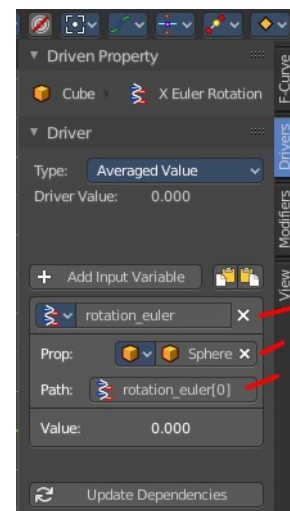 Driven Property
Cube X Euler Rotation
Driver
Type: Averaged Value
Driver Value: 0.000
Add Input Variable
rotation_euler
Prop: Sphere
Path: rotation_euler[0]
Value: 0.000
Update Dependencies
F-Curve
Drivers
Modifiers
View